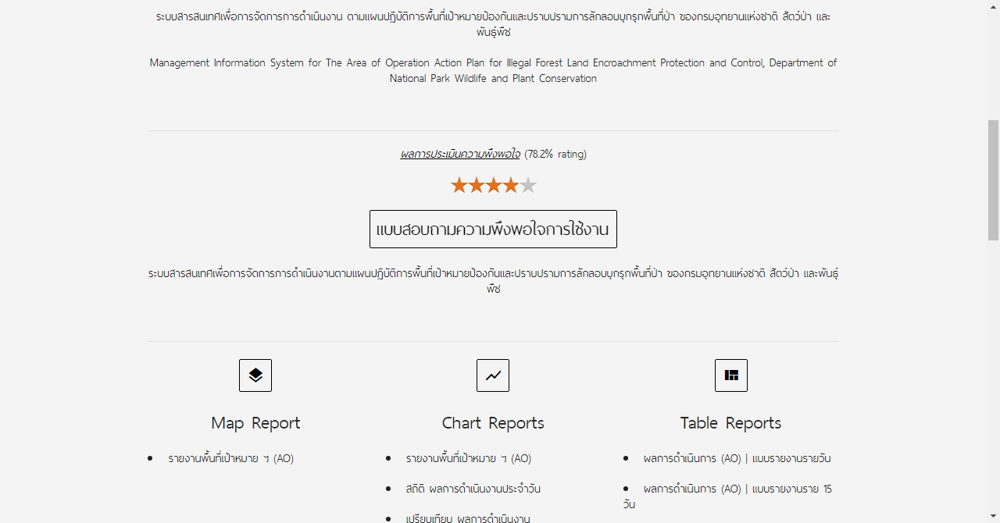 ระบบสารสนเทศเพื่อการจัดการการดำเนินงาน ตามแผนปฏิบัติการพื้นที่เป้าหมายป้องกันและปราบปรามการลักลอบบุกรุกพื้นที่ป่า ของกรมอุทยานแห่งชาติ สัตว์ป่า และ
พันธุ์พืช
Management Information System for The Area of Operation Action Plan for Illegal Forest Land Encroachment Protection and Control, Department of
National Park Wildlife and Plant Conservation
ผลการประเมินความพึงพอใจ (78.2% rating)
แบบสอบถามความพึงพอใจการใช้งาน
ระบบสารสนเทศเพื่อการจัดการการดำเนินงานตามแผนปฏิบัติการพื้นที่เป้าหมายป้องกันและปราบปรามการลักลอบบุกรุกพื้นที่ป่า ของกรมอุทยานแห่งชาติ สัตว์ป่า และพันธุ์
พืช
Map Report
รายงานพื้นที่เป้าหมาย ฯ (AO)
Chart Reports
รายงานพื้นที่เป้าหมาย ฯ (AO)
สถิติ ผลการดำเนินงานประจำวัน
เปรียบเทียบ ผลการดำเนินงาน
Table Reports
ผลการดำเนินการ (AO) | แบบรายงานรายวัน
ผลการดำเนินการ (AO) | แบบรายงานราย 15
วัน